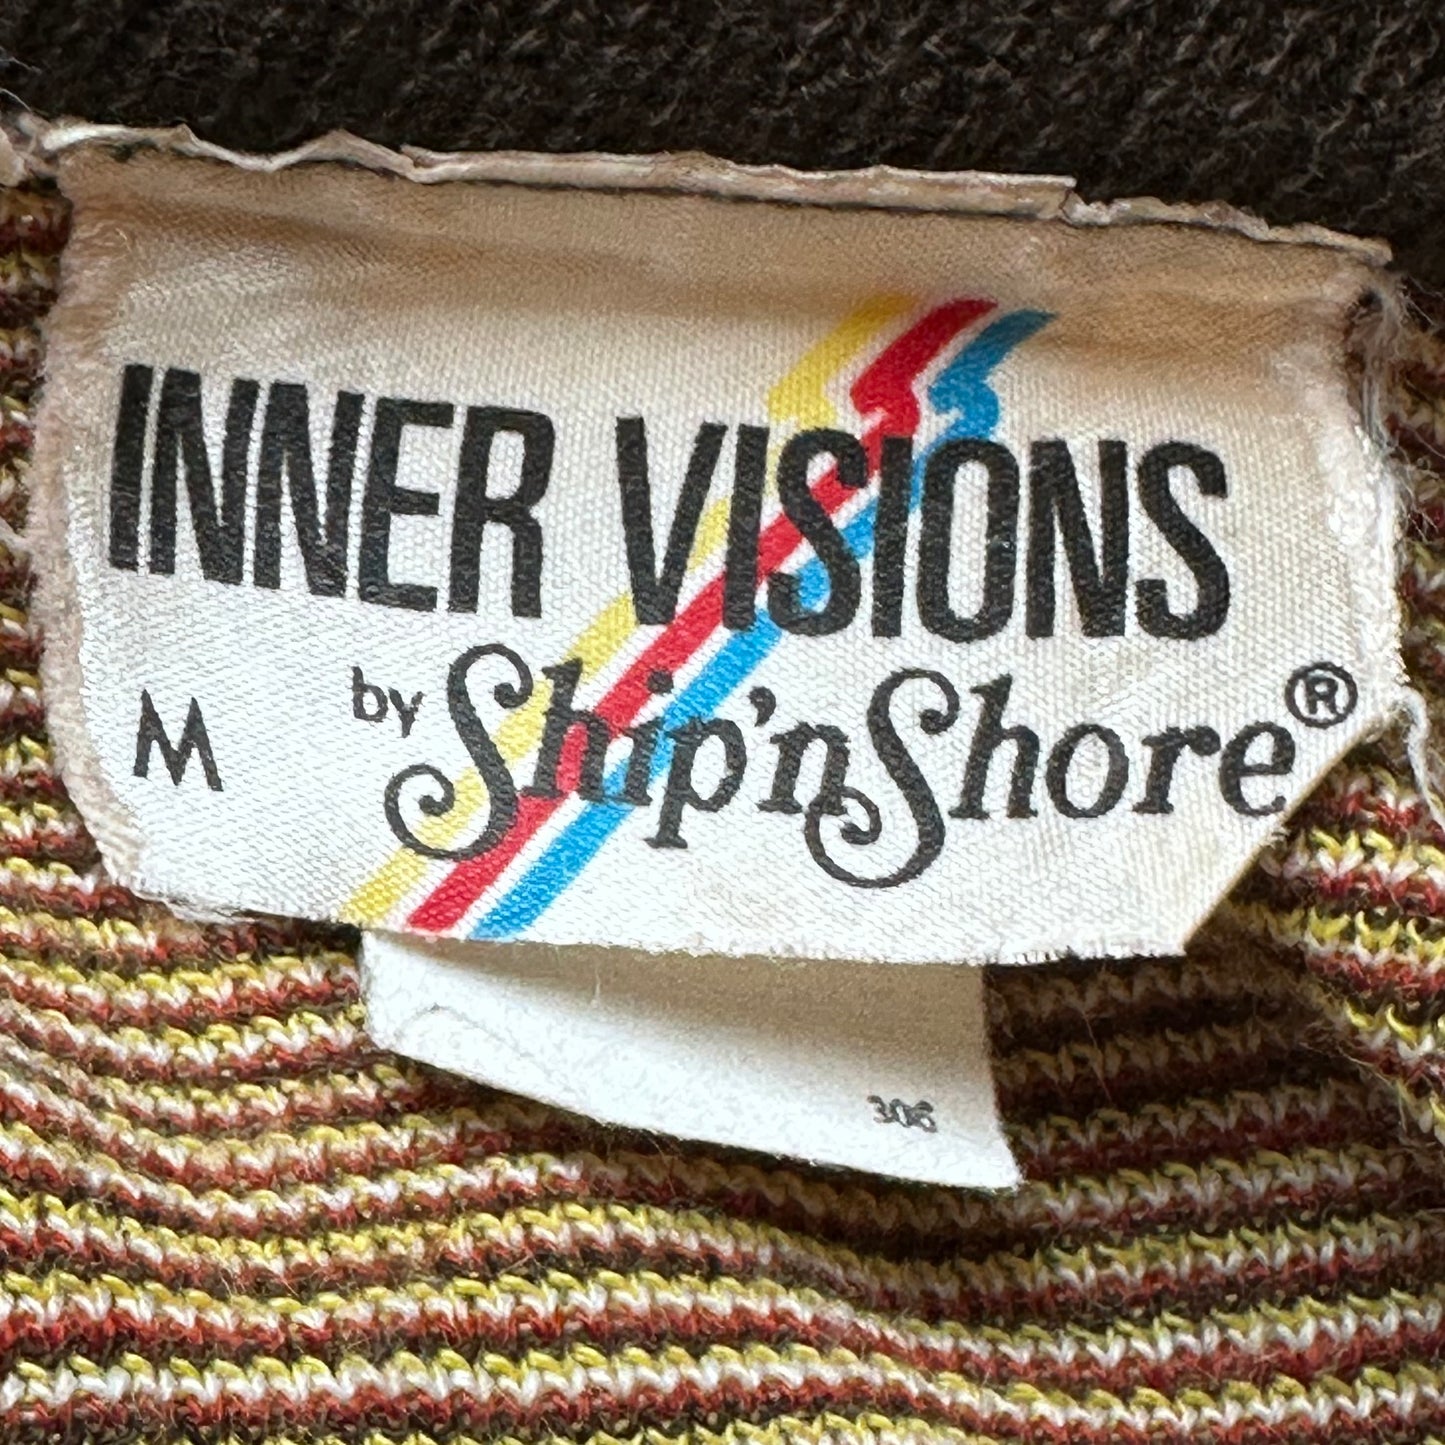 INNER VISIONS
by Ship'n Shore®
M
306